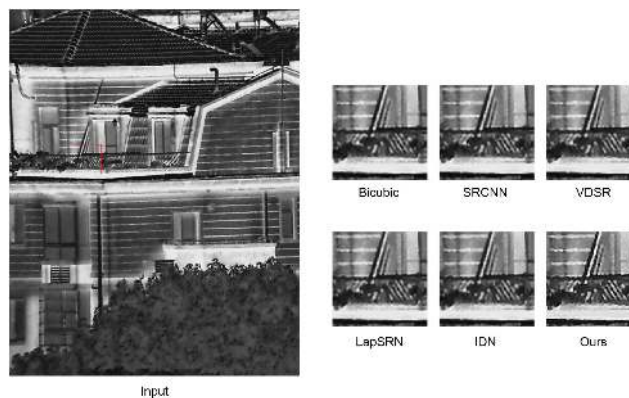 Bicubic
SRCNN
VDSR
LapSRN
IDN
Ours
Input